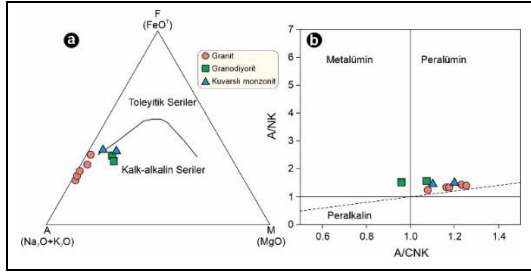 a
F
(FeOᵀ)
Granit
Granodiyorit
Kuvarslı monzonit
Toleyitik Seriler
Kalk-alkalin Seriler
A
(Na₂O+K₂O)
M
(MgO)
b
Metalümin
Peralümin
Peralkalin
A/NK
7
6
5
4
3
2
1
0
0.6
0.8
1.0
1.2
1.4
A/CNK